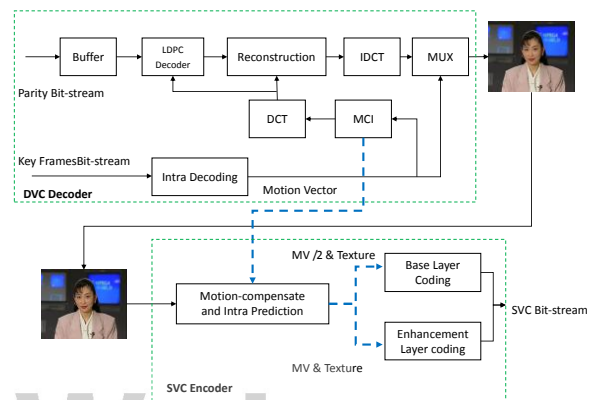 Buffer
LDPC
Decoder
Reconstruction
IDCT
MUX
Parity Bit-stream
DCT
MCI
Key FramesBit-stream
Intra Decoding
Motion Vector
DVC Decoder
MV /2 & Texture
Base Layer
Coding
Motion-compensate
and Intra Prediction
SVC Bit-stream
Enhancement
Layer coding
MV & Texture
SVC Encoder